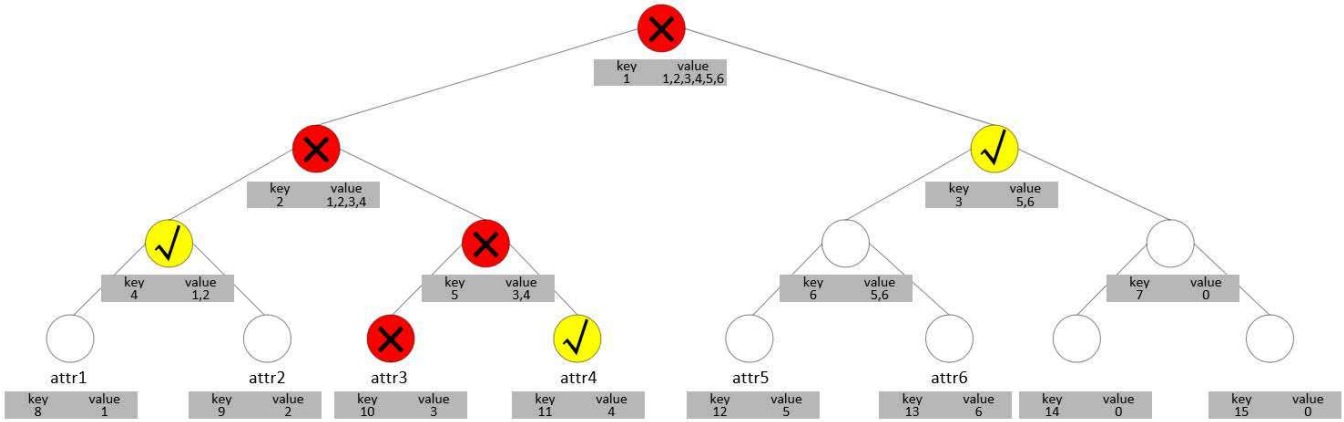 key value
1 1,2,3,4,5,6
key value
2 1,2,3,4
key value
3 5,6
key value
4 1,2
key value
5 3,4
key value
6 5,6
key value
7 0
attr1 attr2 attr3 attr4 attr5 attr6
key value key value key value key value key value key value key value key value
8 1 9 2 10 3 11 4 12 5 13 6 14 0 15 0